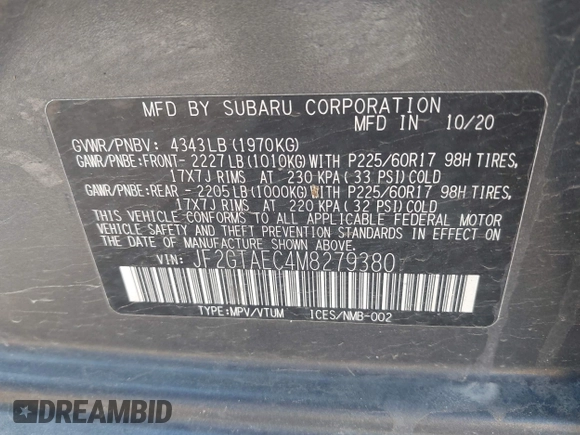 MFD BY SUBARU CORPORATION
MFD IN 10/20
GVWR/PNBV: 4343LB (1970KG)
GAWR/PNBE:FRONT- 2227LB (1010KG) WITH P225/60R17 98H TIRES,
17X7J RIMS AT 230 KPA (33 PSI) COLD
GAWR/PNBE:REAR - 2205LB (1000KG) WITH P225/60R17 98H TIRES,
17X7J RIMS AT 220 KPA (32 PSI) COLD
THIS VEHICLE CONFORMS TO ALL APPLICABLE FEDERAL MOTOR
VEHICLE SAFETY AND THEFT PREVENTION STANDARDS IN EFFECT
ON THE DATE OF MANUFACTURE SHOWN ABOVE.
VIN: JF2GTAEC4M8279380
TYPE:MPV/VTUM ICES/NMB-002
DREAMBID